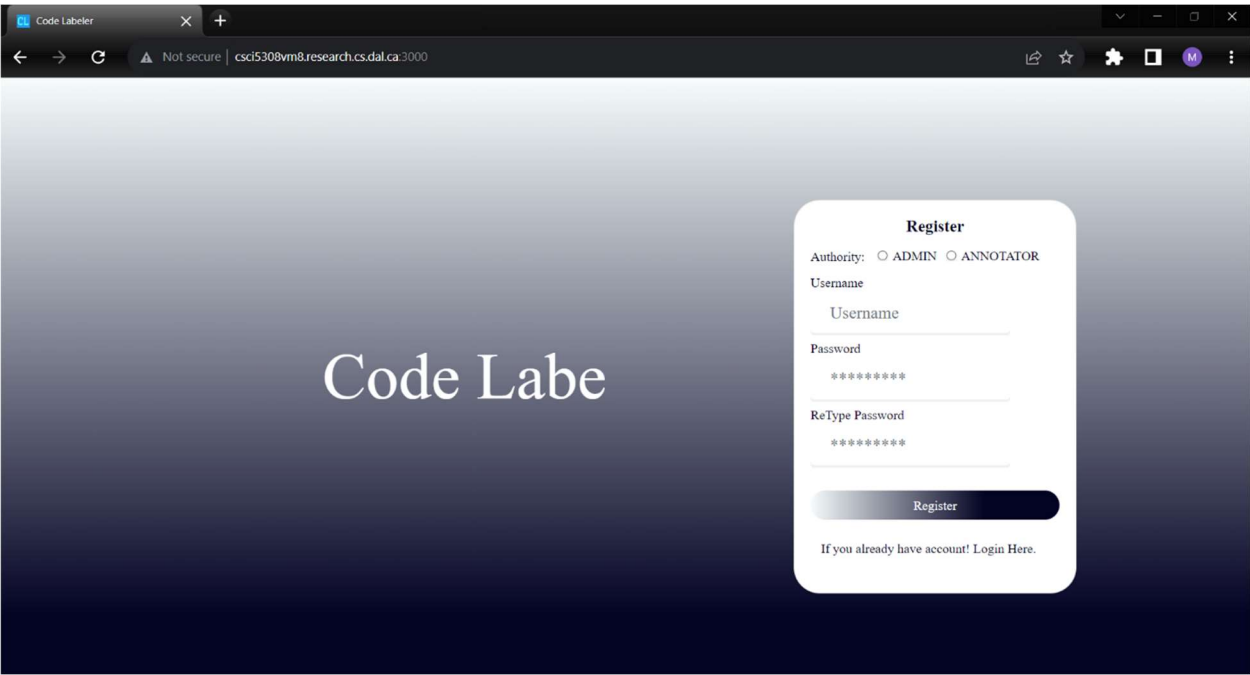 CL Code Labeler
Not secure | csci5308vm8.research.cs.dal.ca:3000
M
Code Labe
Register
Authority: ADMIN ANNOTATOR
Username
Username
Password
*********
ReType Password
*********
Register
If you already have account! Login Here.